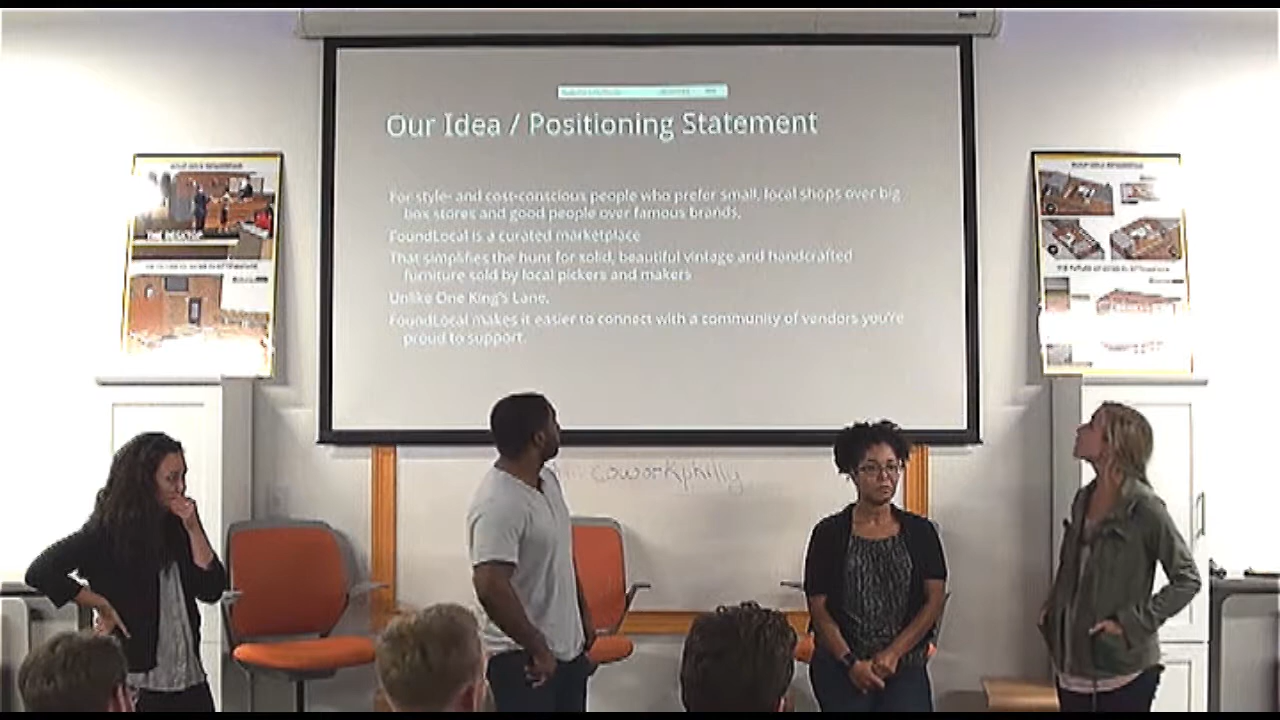 Our Idea / Positioning Statement
For style- and cost-conscious people who prefer small, local shops over big
box stores and good people over famous brands,
FoundLocal is a curated marketplace
That simplifies the hunt for solid, beautiful vintage and handcrafted
furniture sold by local pickers and makers
Unlike One King's Lane,
FoundLocal makes it easier to connect with a community of vendors you're
proud to support.
coworkphilly
THE DESKTOP